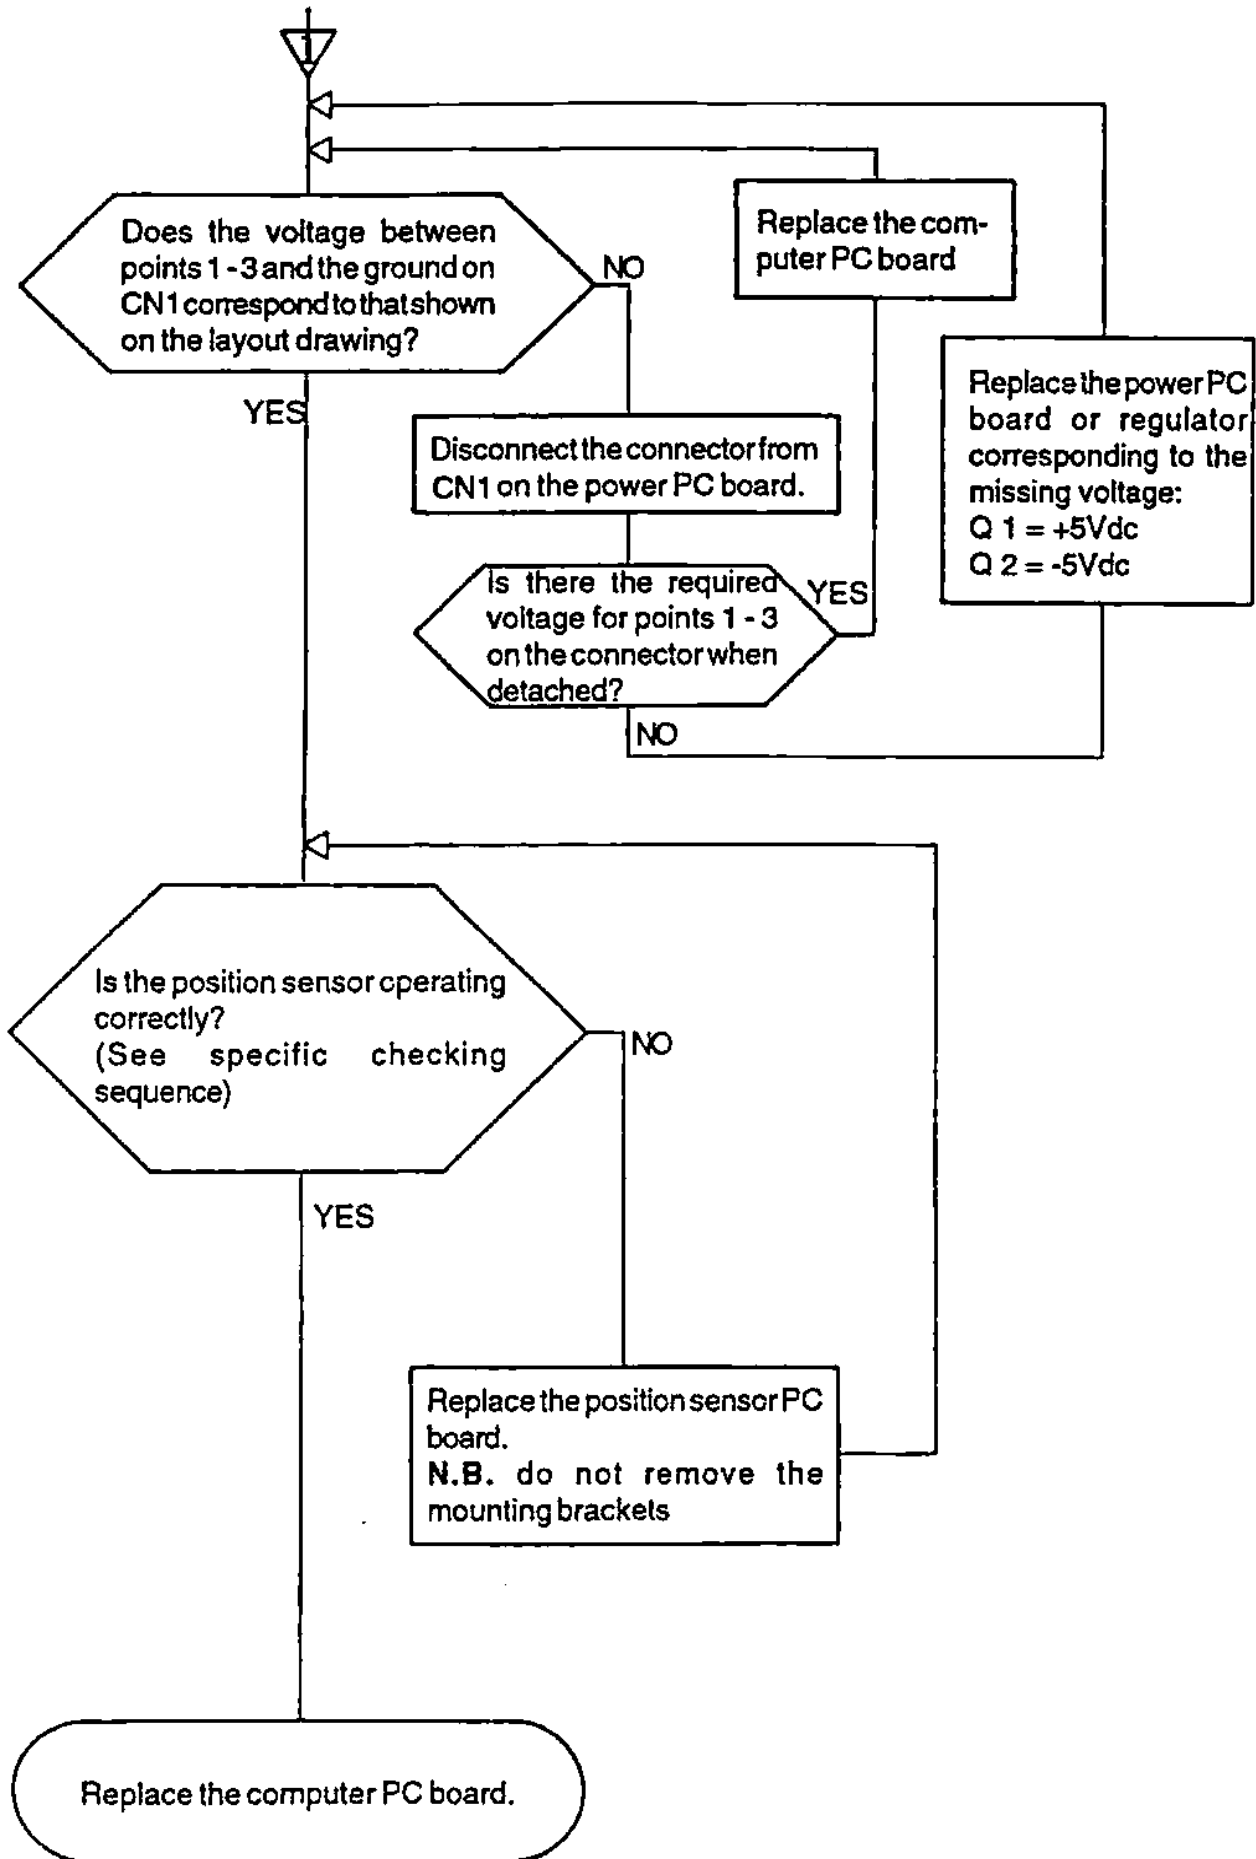 Does the voltage between
points 1 - 3 and the ground on
CN1 correspond to that shown
on the layout drawing?
NO
YES
Replace the com-
puter PC board
Disconnect the connector from
CN1 on the power PC board.
Is there the required
voltage for points 1 - 3
on the connector when
detached?
YES
NO
Replace the power PC
board or regulator
corresponding to the
missing voltage:
Q 1 = +5Vdc
Q 2 = -5Vdc
Is the position sensor operating
correctly?
(See specific checking
sequence)
NO
YES
Replace the position sensor PC
board.
N.B. do not remove the
mounting brackets
Replace the computer PC board.